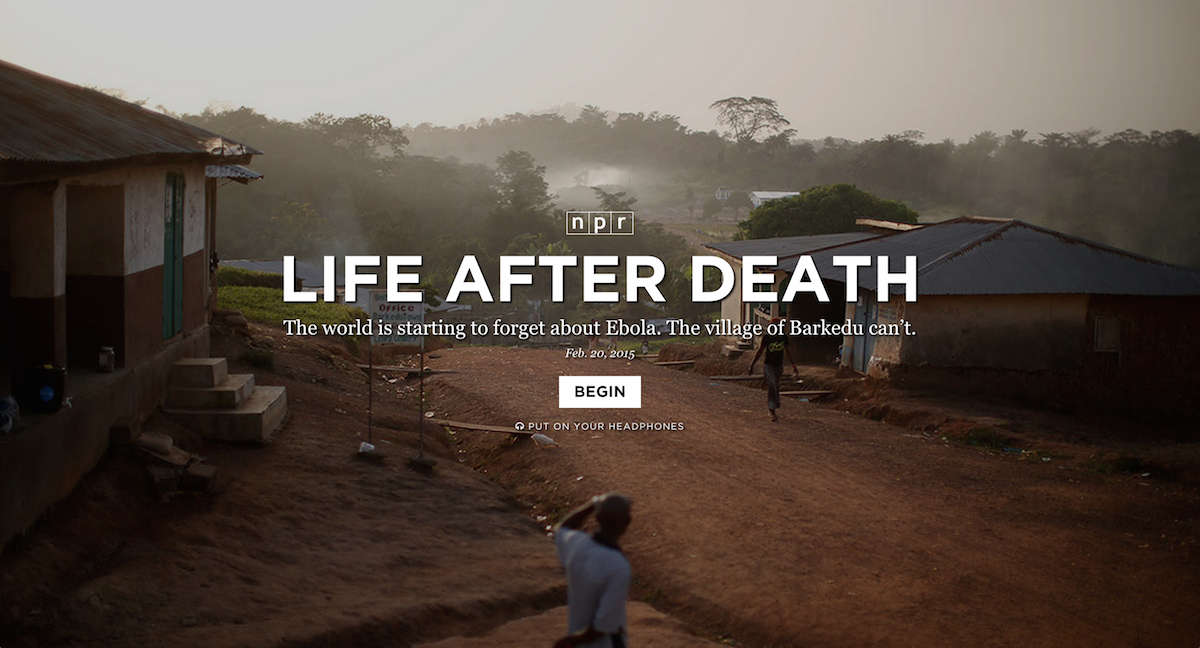 npr
LIFE AFTER DEATH
Office
The world is starting to forget about Ebola. The village of Barkedu can’t.
Feb. 20, 2015
BEGIN
PUT ON YOUR HEADPHONES